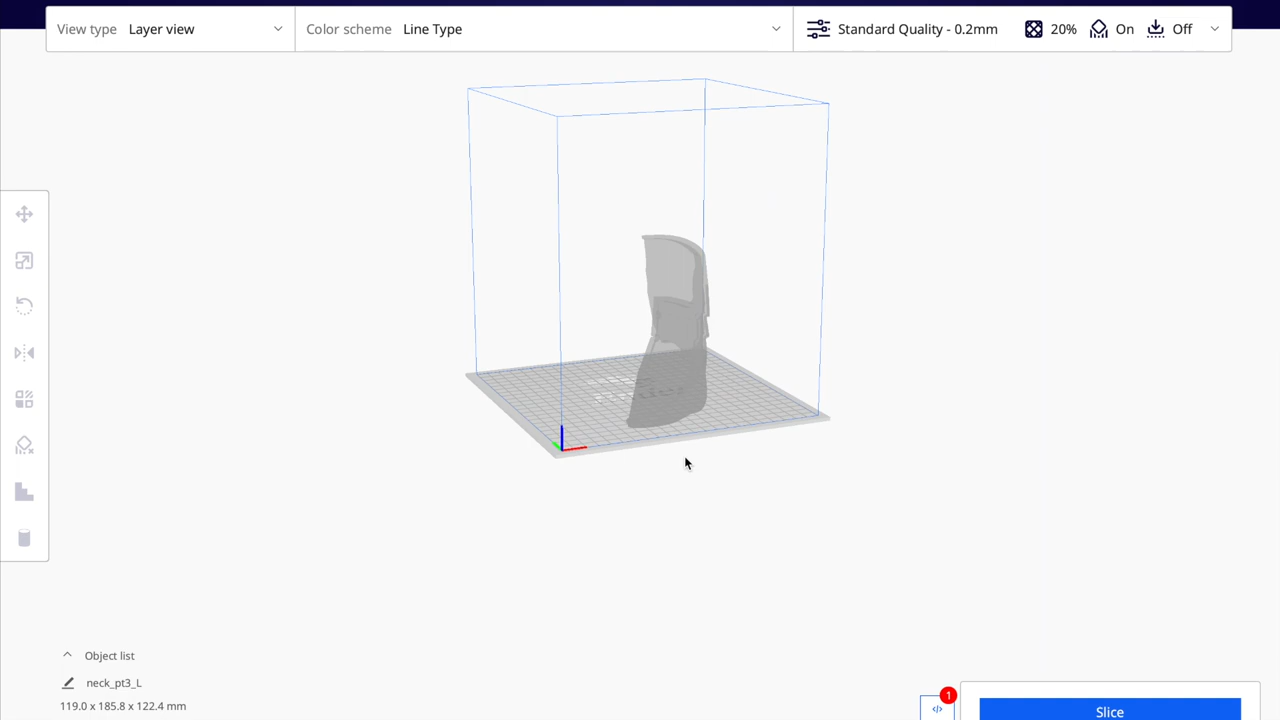 View type Layer view
Color scheme Line Type
Standard Quality - 0.2mm 20% On Off
Object list
neck_pt3_L
119.0 x 185.8 x 122.4 mm
1
</>
Slice